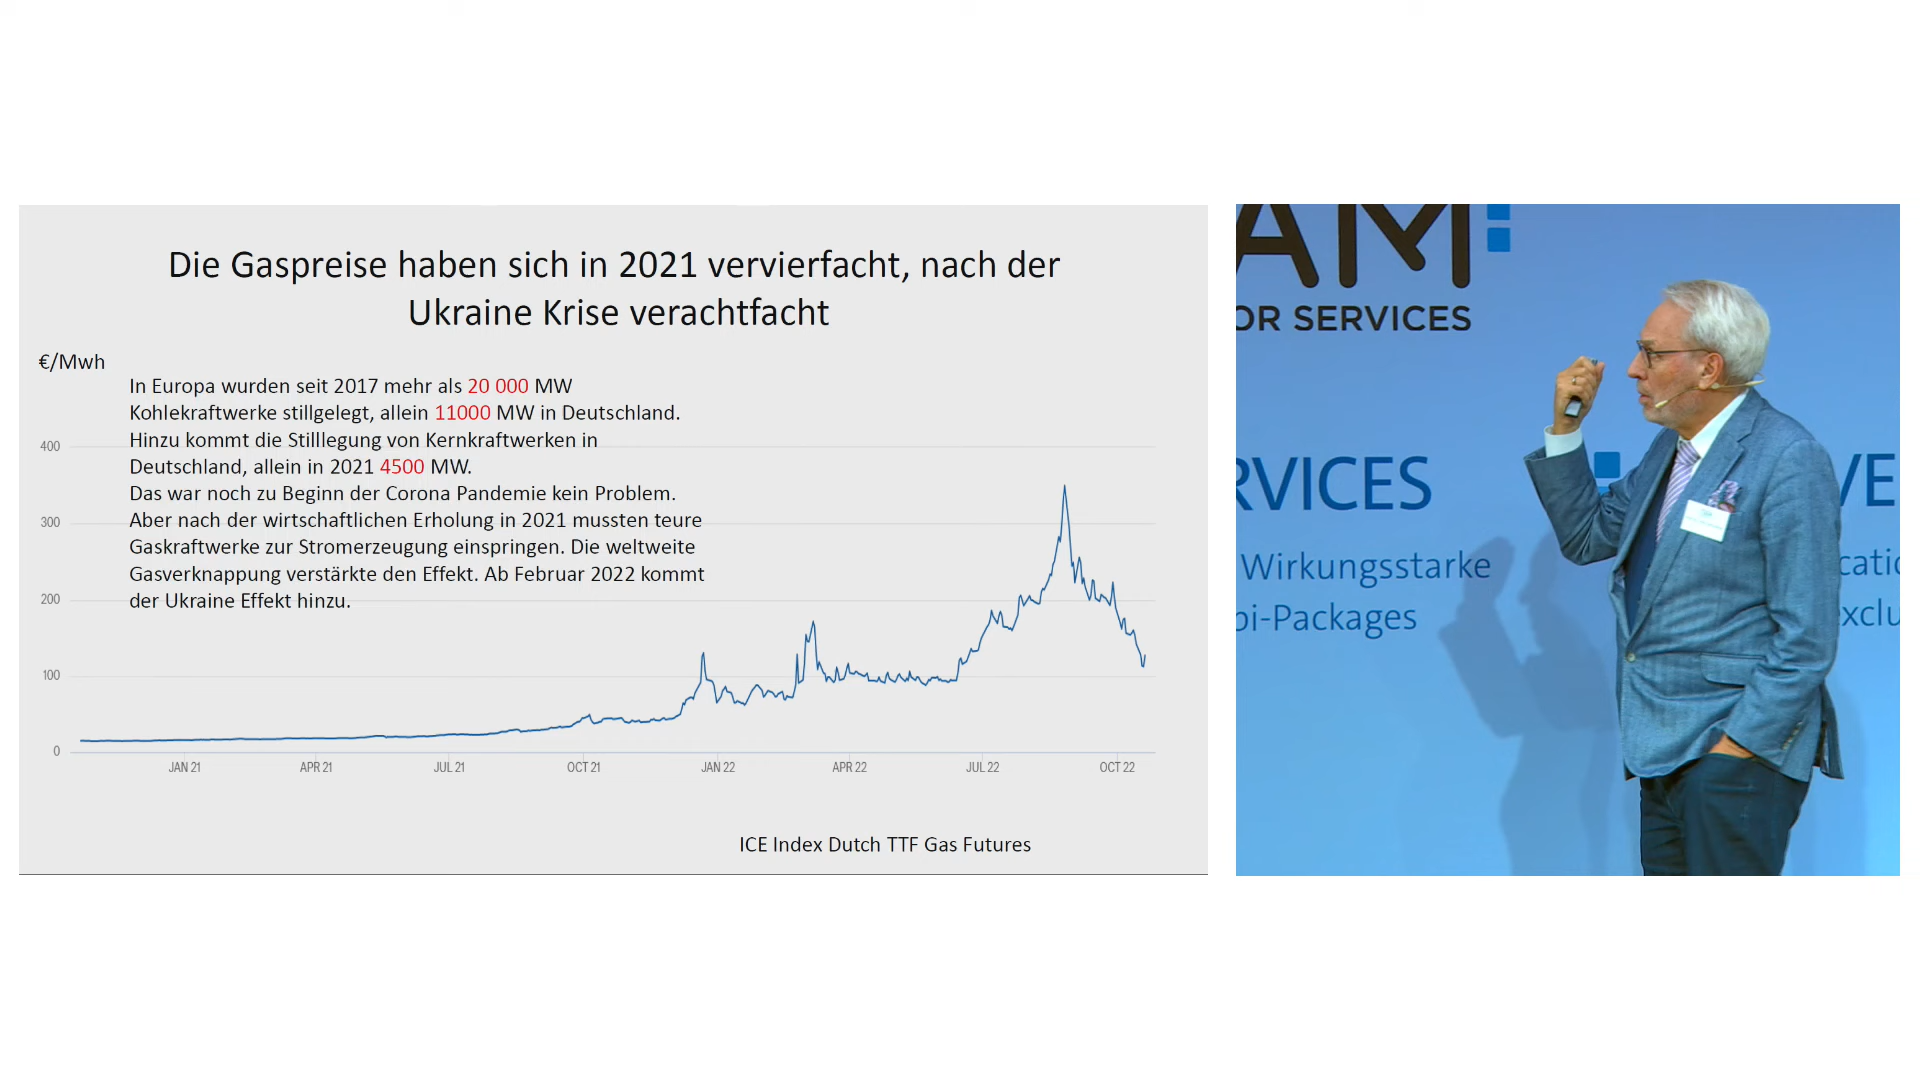 Die Gaspreise haben sich in 2021 vervierfacht, nach der
Ukraine Krise verachtfacht
€/Mwh
In Europa wurden seit 2017 mehr als 20 000 MW
Kohlekraftwerke stillgelegt, allein 11000 MW in Deutschland.
Hinzu kommt die Stilllegung von Kernkraftwerken in
Deutschland, allein in 2021 4500 MW.
Das war noch zu Beginn der Corona Pandemie kein Problem.
Aber nach der wirtschaftlichen Erholung in 2021 mussten teure
Gaskraftwerke zur Stromerzeugung einspringen. Die weltweite
Gasverknappung verstärkte den Effekt. Ab Februar 2022 kommt
der Ukraine Effekt hinzu.
400
300
200
100
0
JAN 21 APR 21 JUL 21 OCT 21 JAN 22 APR 22 JUL 22 OCT 22
ICE Index Dutch TTF Gas Futures
AM
OR SERVICES
RVICES
VE
Wirkungsstarke
catio
bi-Packages
exclu